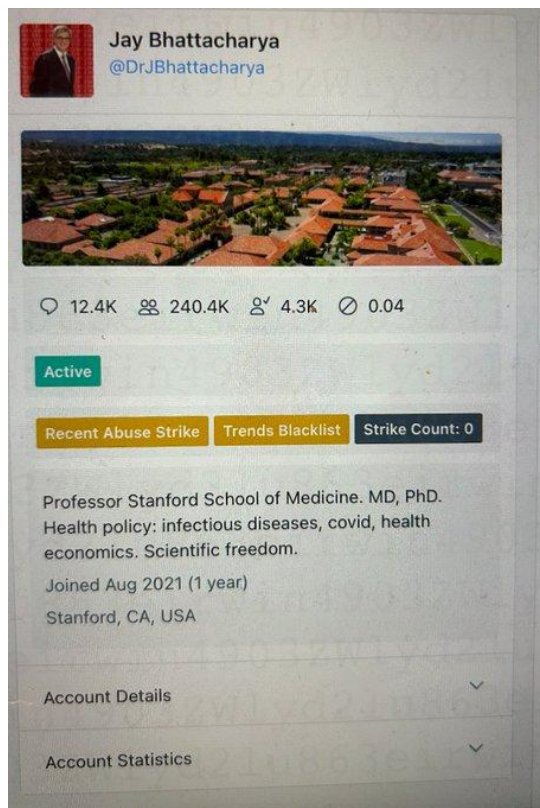 Jay Bhattacharya
@DrJBhattacharya
12.4K 240.4K 4.3K 0.04
Active
Recent Abuse Strike Trends Blacklist Strike Count: 0
Professor Stanford School of Medicine. MD, PhD.
Health policy: infectious diseases, covid, health
economics. Scientific freedom.
Joined Aug 2021 (1 year)
Stanford, CA, USA
Account Details
Account Statistics